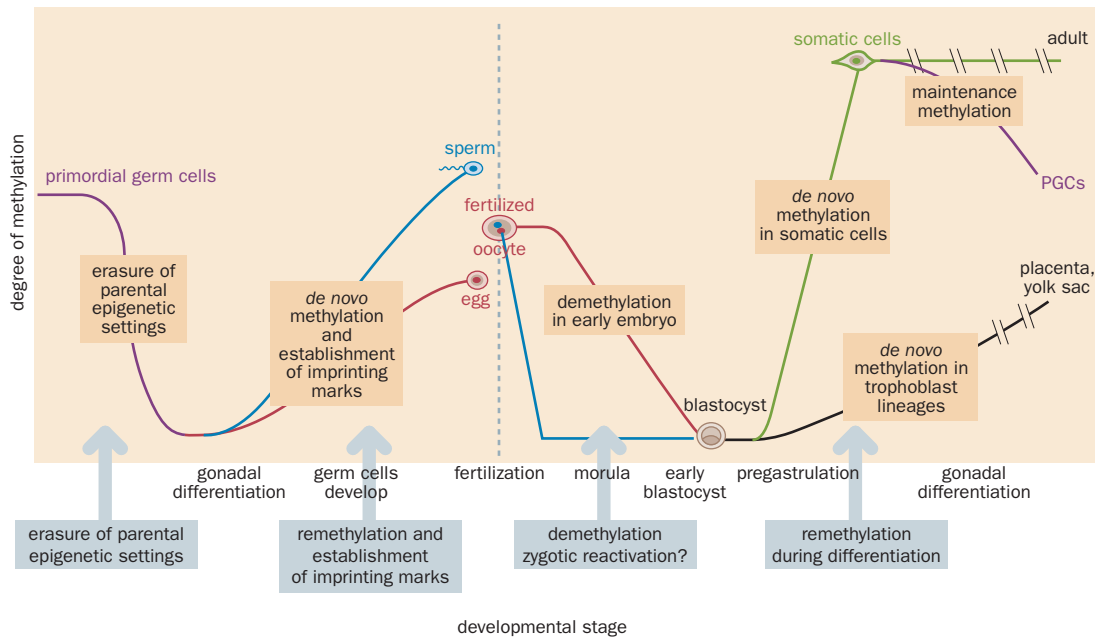 somatic cells
adult
maintenance
methylation
sperm
primordial germ cells
PGCs
fertilized
oocyte
de novo
methylation
in somatic cells
degree of methylation
erasure of
parental
epigenetic
settings
egg
de novo
methylation
and
establishment
of imprinting
marks
demethylation
in early embryo
placenta,
yolk sac
de novo
methylation in
trophoblast
lineages
blastocyst
gonadal
differentiation
germ cells
develop
fertilization
morula
early
blastocyst
pregastrulation
gonadal
differentiation
erasure of parental
epigenetic settings
remethylation and
establishment
of imprinting marks
demethylation
zygotic reactivation?
remethylation
during differentiation
developmental stage